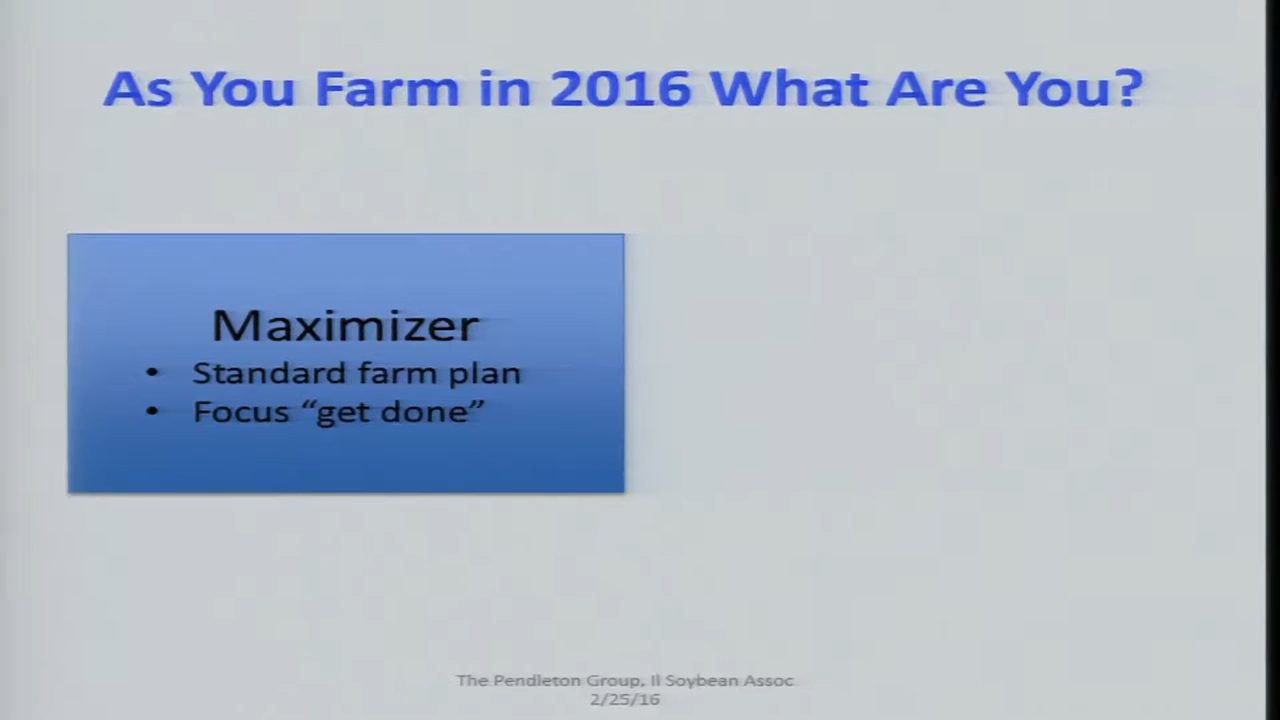 As You Farm in 2016 What Are You?
Maximizer
• Standard farm plan
• Focus “get done”
The Pendleton Group, Il Soybean Assoc
2/25/16